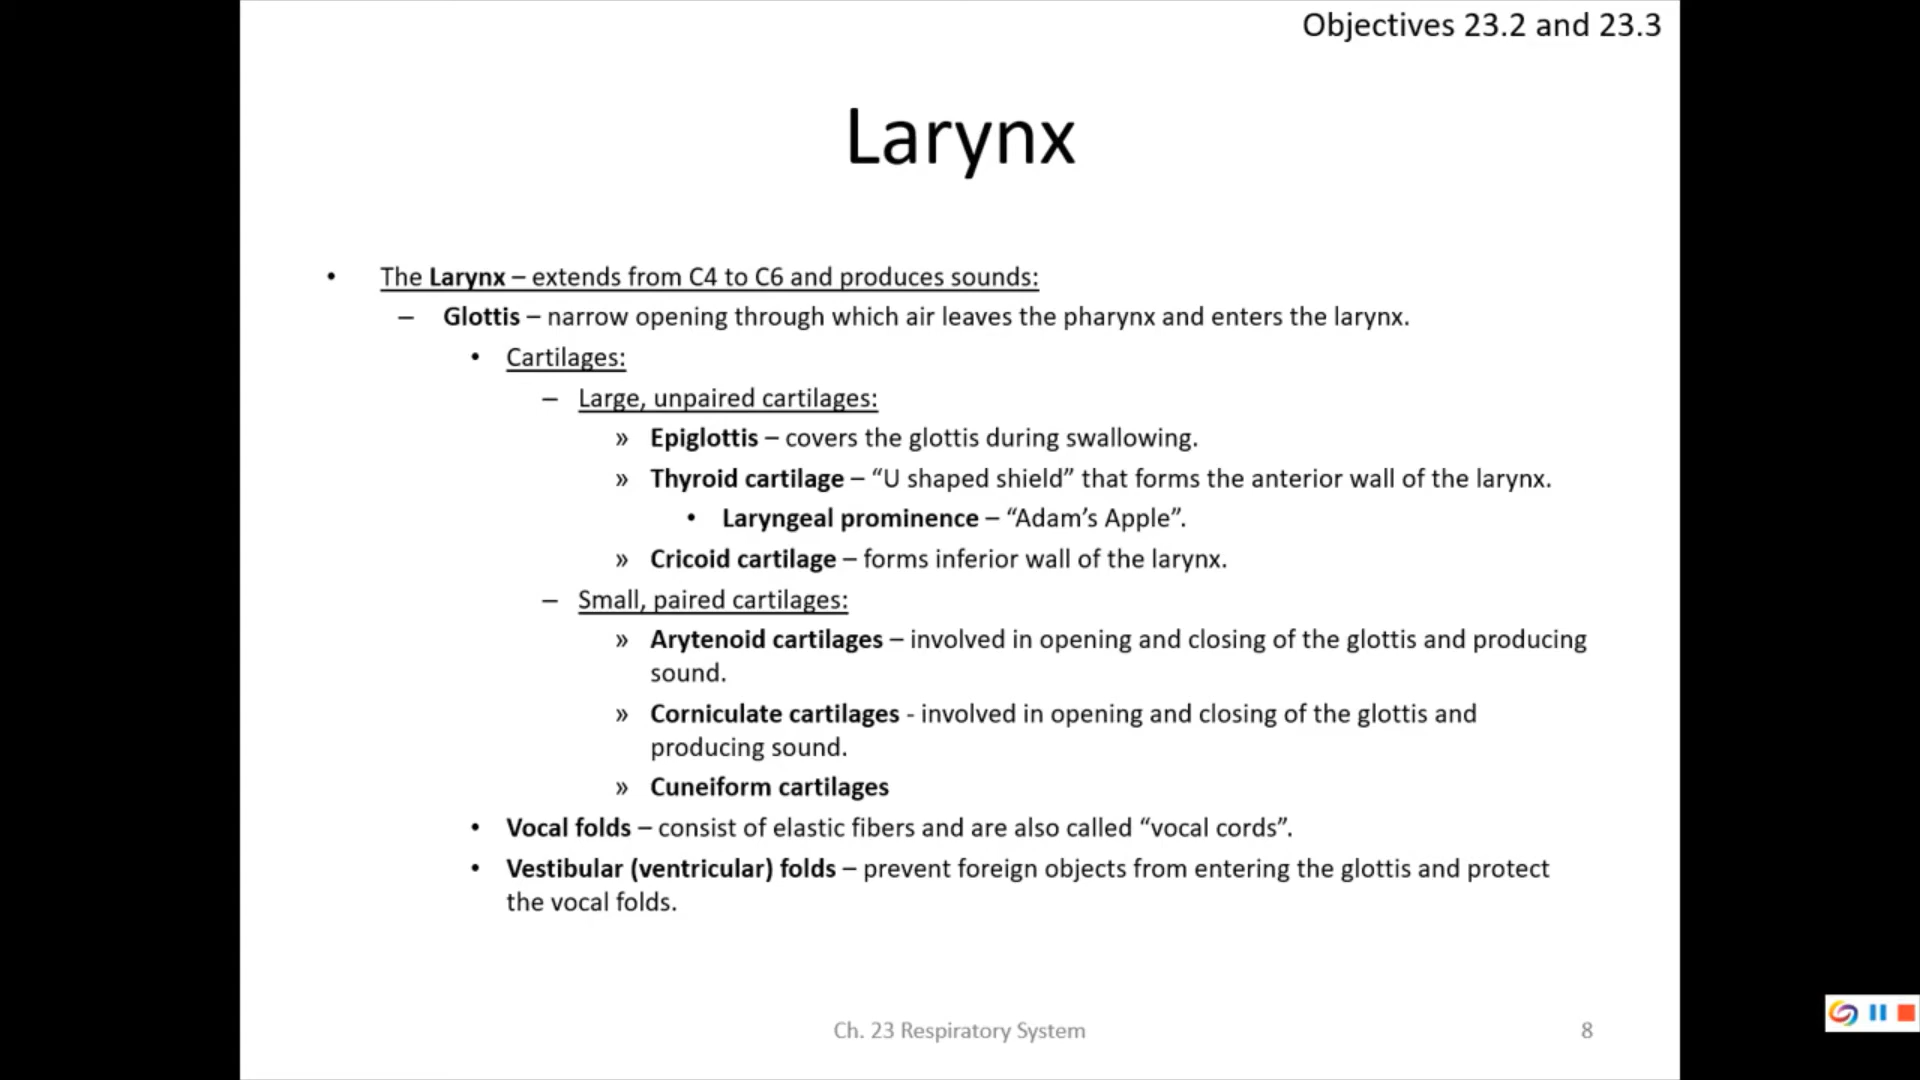 Objectives 23.2 and 23.3
Larynx
• The Larynx – extends from C4 to C6 and produces sounds:
– Glottis – narrow opening through which air leaves the pharynx and enters the larynx.
• Cartilages:
– Large, unpaired cartilages:
» Epiglottis – covers the glottis during swallowing.
» Thyroid cartilage – “U shaped shield” that forms the anterior wall of the larynx.
• Laryngeal prominence – “Adam’s Apple”.
» Cricoid cartilage – forms inferior wall of the larynx.
– Small, paired cartilages:
» Arytenoid cartilages – involved in opening and closing of the glottis and producing
sound.
» Corniculate cartilages - involved in opening and closing of the glottis and
producing sound.
» Cuneiform cartilages
• Vocal folds – consist of elastic fibers and are also called “vocal cords”.
• Vestibular (ventricular) folds – prevent foreign objects from entering the glottis and protect
the vocal folds.
Ch. 23 Respiratory System
8